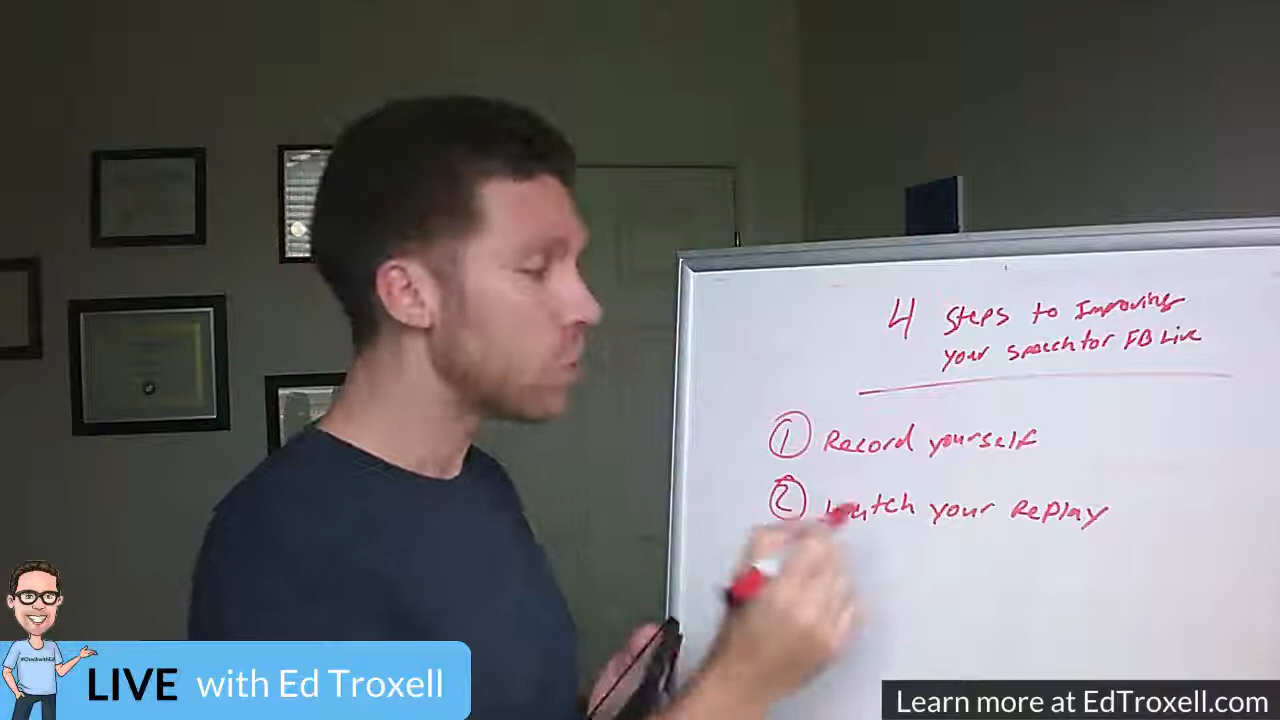 4 Steps to Improving
your speech for FB Live
1 Record yourself
2 Watch your Replay
#CheckwithEd
LIVE with Ed Troxell
Learn more at EdTroxell.com